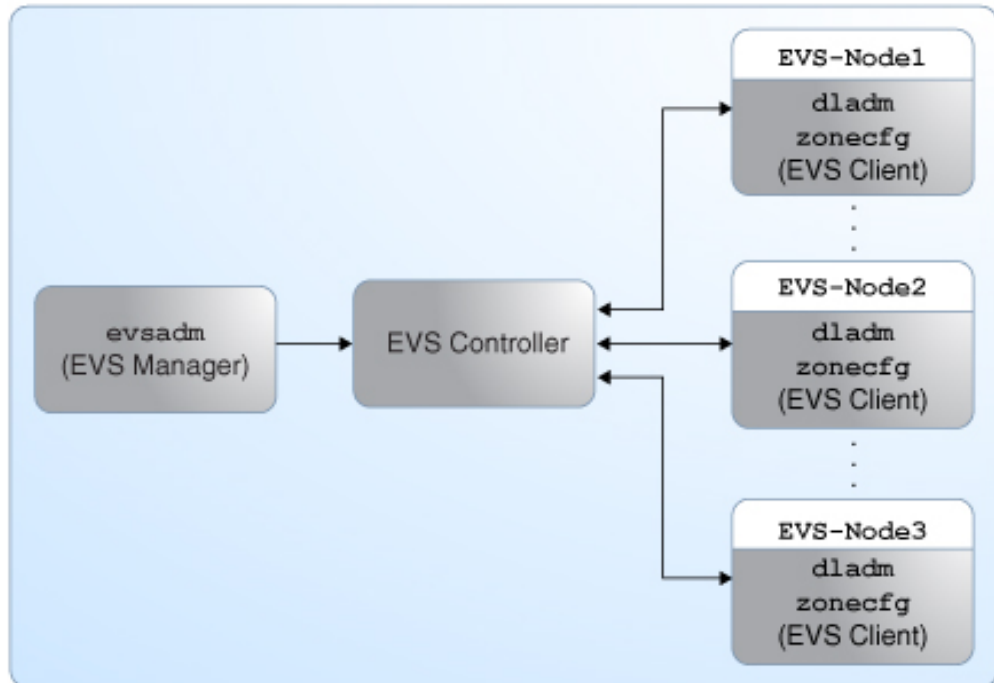 evsadm
(EVS Manager)
EVS Controller
EVS-Node1
dladm
zonecfg
(EVS Client)
EVS-Node2
dladm
zonecfg
(EVS Client)
EVS-Node3
dladm
zonecfg
(EVS Client)